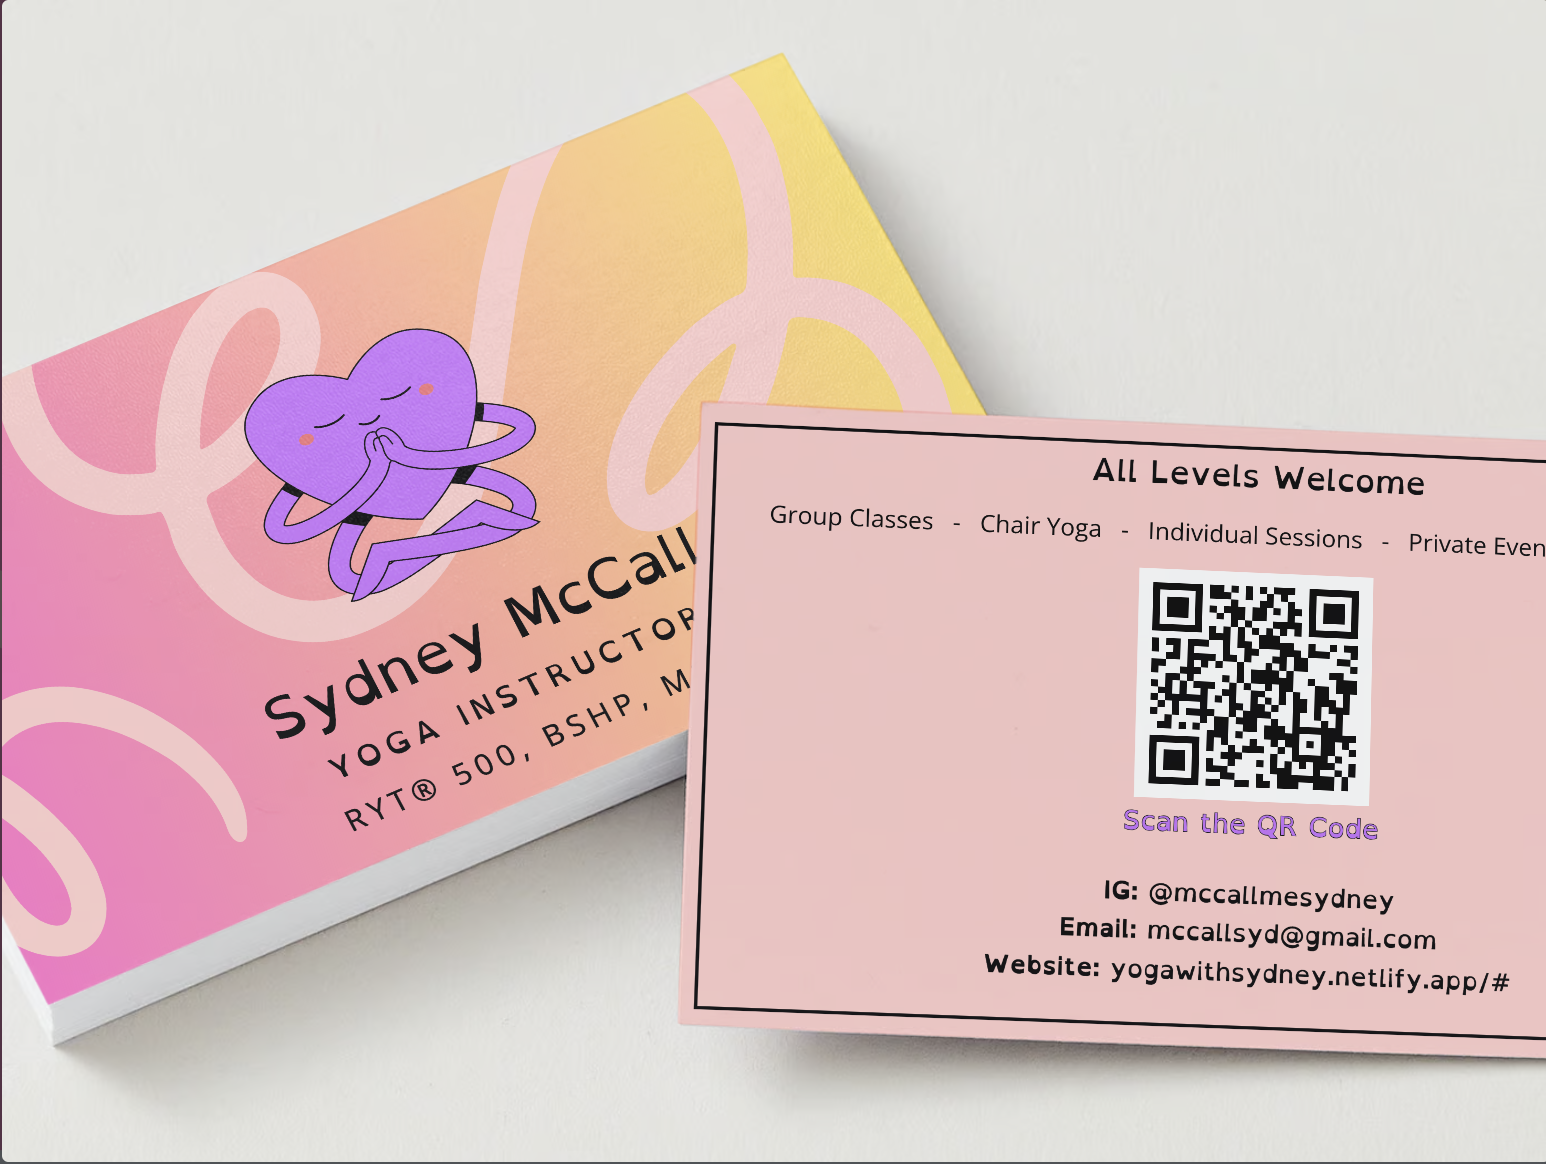 Sydney McCall
YOGA INSTRUCTOR
RYT® 500, BSHP,
All Levels Welcome
Group Classes - Chair Yoga - Individual Sessions - Private
Scan the QR Code
IG: @mccallmesydney
Email: mccallsyd@gmail.com
Website: yogawithsydney.netlify.app/#